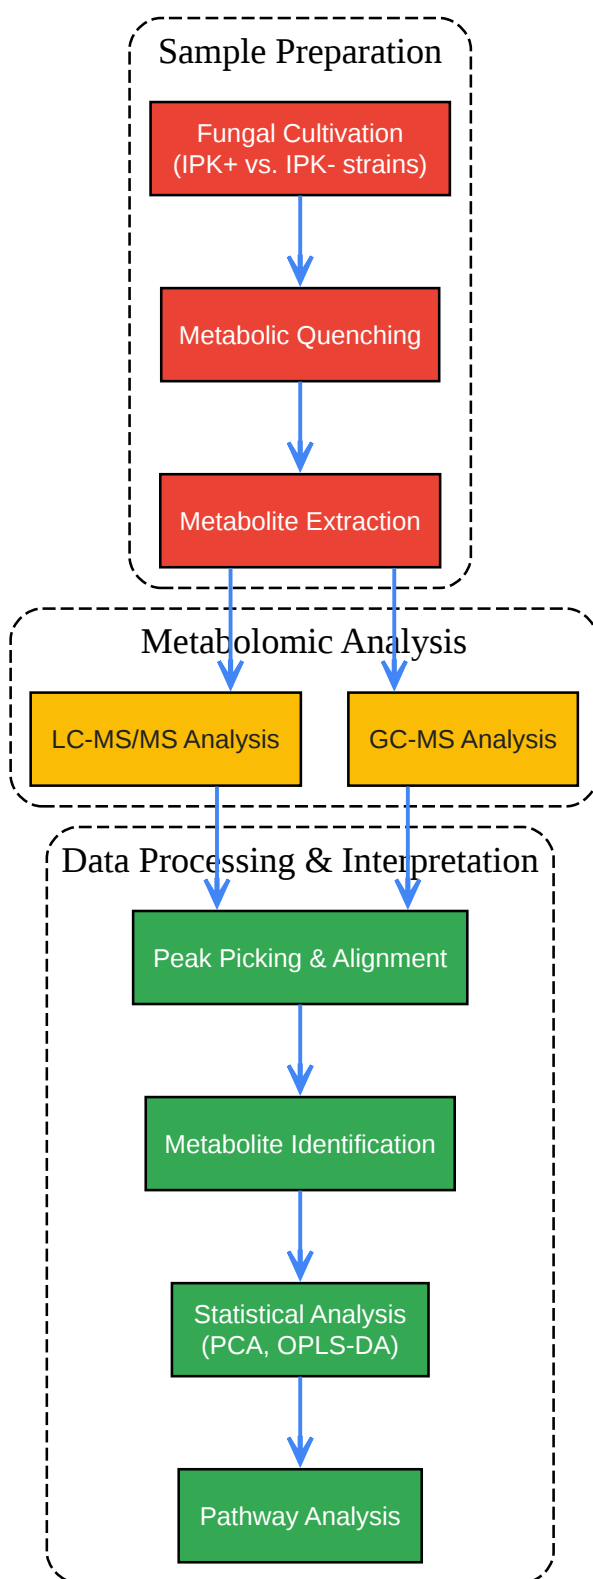 Sample Preparation
Fungal Cultivation
(IPK+ vs. IPK- strains)
Metabolic Quenching
Metabolite Extraction
Metabolomic Analysis
LC-MS/MS Analysis
GC-MS Analysis
Data Processing & Interpretation
Peak Picking & Alignment
Metabolite Identification
Statistical Analysis
(PCA, OPLS-DA)
Pathway Analysis